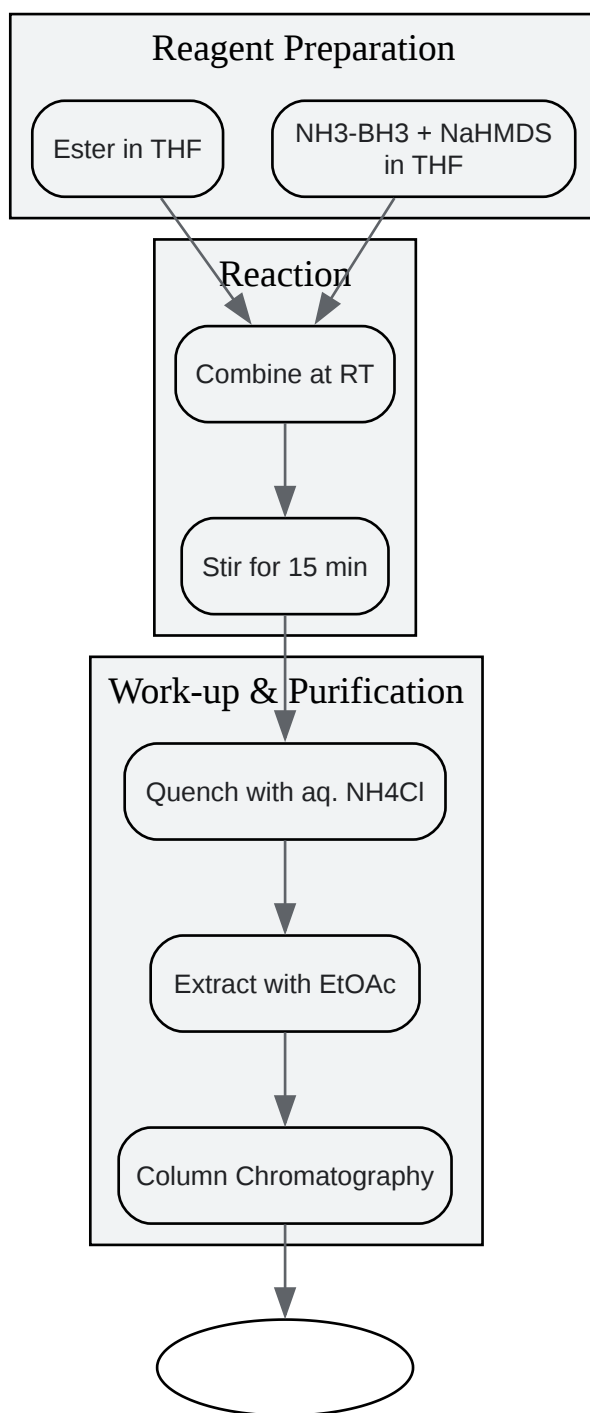 Reagent Preparation
Ester in THF
NH3-BH3 + NaHMDS
in THF
Reaction
Combine at RT
Stir for 15 min
Work-up & Purification
Quench with aq. NH4Cl
Extract with EtOAc
Column Chromatography